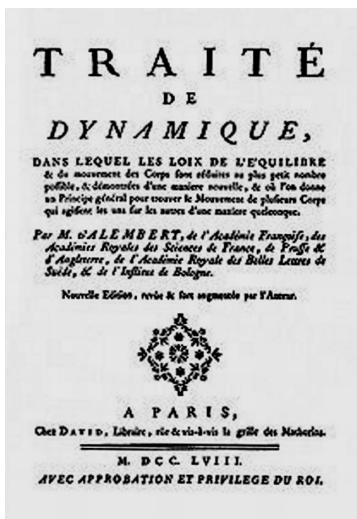 TRAITÉ
DE
DYNAMIQUE,
DANS LEQUEL LES LOIX DE L'EQUILIBRE
& du mouvement des Corps sont réduites au plus petit nombre
possible, & démontrées d'une maniere nouvelle, & où l'on donne
un Principe général pour trouver le Mouvement de plusieurs Corps
qui agissent les uns sur les autres d'une maniere quelconque.
Par M. D'ALEMBERT, de l'Académie Françoise, des
Académies Royales des Sciences de France, de Prusse &
d'Angleterre, de l'Académie Royale des Belles Lettres de
Suéde, & de l'Institut de Bologne.
Nouvelle Edition, revûe & fort augmentée par l'Auteur.
A PARIS,
Chez DAVID, Libraire, rûe & vis-à-vis la grille des Mathurins.
M. DCC. LVIII.
AVEC APPROBATION ET PRIVILEGE DU ROI.